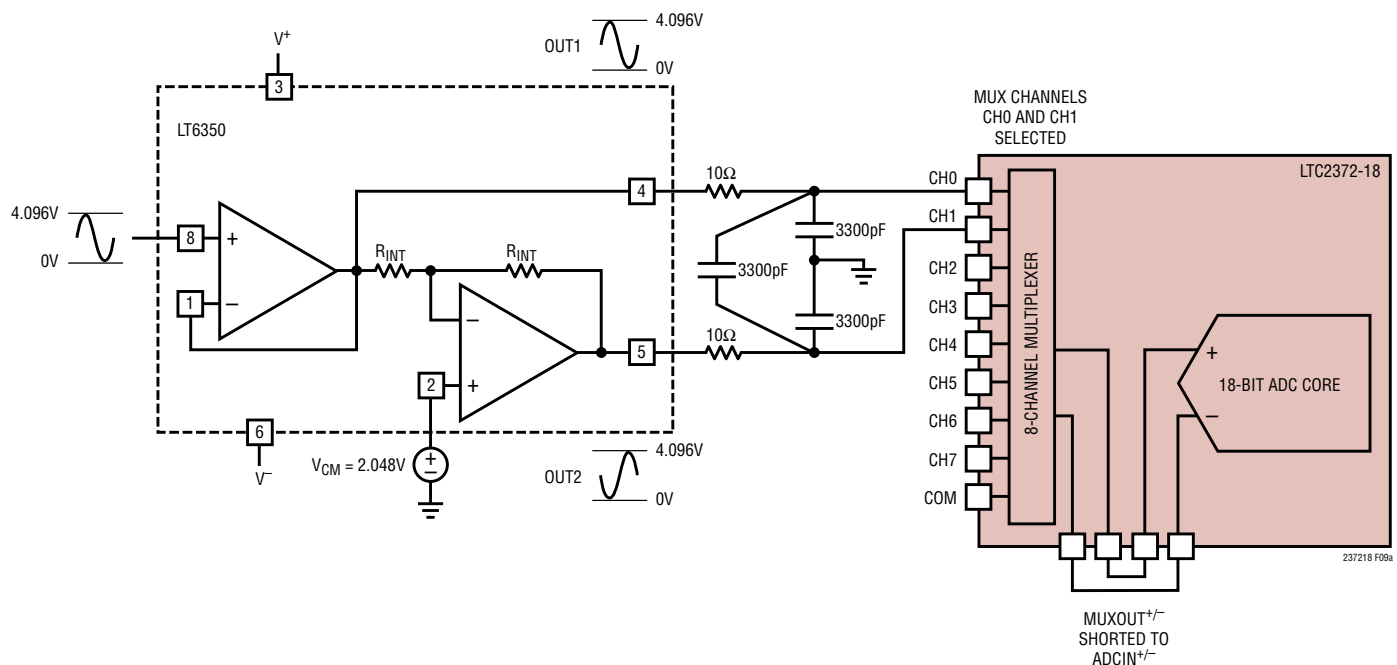 4.096V
OUT1
0V
V+
3
LT6350
MUX CHANNELS
CH0 AND CH1
SELECTED
LTC2372-18
4
10Ω
CH0
4.096V
0V
8
+
RINT
RINT
3300pF
CH1
1
–
3300pF
CH2
CH3
–
3300pF
CH4
8-CHANNEL MULTIPLEXER
+
18-BIT ADC CORE
–
5
10Ω
CH5
2
+
CH6
6
V–
VCM = 2.048V
+
–
OUT2
4.096V
0V
CH7
COM
237218 F09a
MUXOUT+/–
SHORTED TO
ADCIN+/–